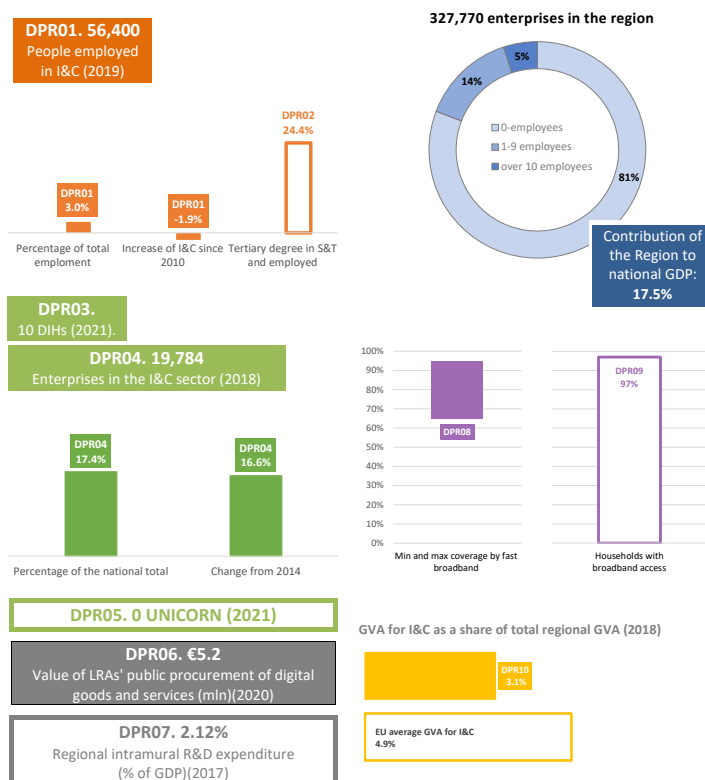 DPR01. 56,400
People employed
in I&C (2019)
DPR02
24.4%
DPR01
3.0%
DPR01
-1.9%
Percentage of total
emploment
Increase of I&C since
2010
Tertiary degree in S&T
and employed
327,770 enterprises in the region
5%
14%
81%
0-employees
1-9 employees
over 10 employees
Contribution of
the Region to
national GDP:
17.5%
DPR03.
10 DIHs (2021).
DPR04. 19,784
Enterprises in the I&C sector (2018)
DPR04
17.4%
DPR04
16.6%
Percentage of the national total
Change from 2014
100%
90%
80%
70%
60%
50%
40%
30%
20%
10%
0%
DPR08
DPR09
97%
Min and max coverage by fast
broadband
Households with
broadband access
DPR05. 0 UNICORN (2021)
DPR06. €5.2
Value of LRAs' public procurement of digital
goods and services (mln)(2020)
DPR07. 2.12%
Regional intramural R&D expenditure
(% of GDP)(2017)
GVA for I&C as a share of total regional GVA (2018)
DPR10
3.1%
EU average GVA for I&C
4.9%